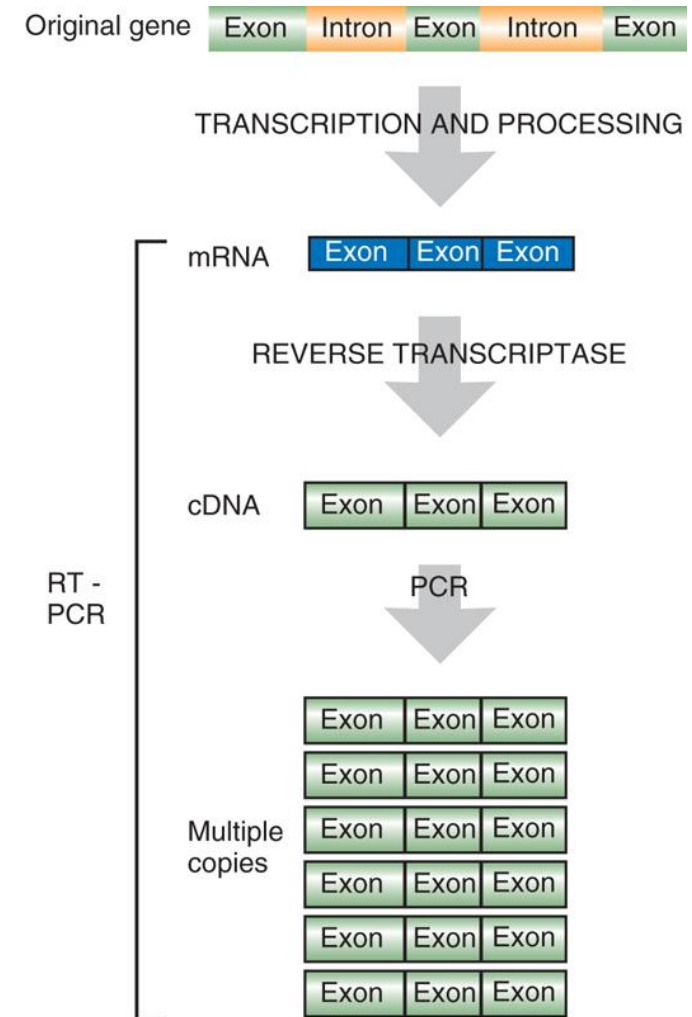 Original gene Exon Intron Exon Intron Exon
TRANSCRIPTION AND PROCESSING
mRNA Exon Exon Exon
REVERSE TRANSCRIPTASE
cDNA Exon Exon Exon
RT -
PCR
PCR
Exon Exon Exon
Exon Exon Exon
Multiple
copies
Exon Exon Exon
Exon Exon Exon
Exon Exon Exon
Exon Exon Exon